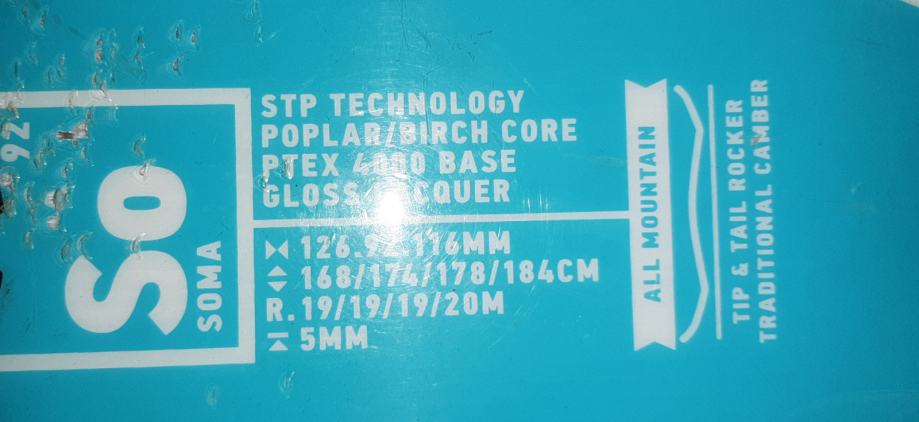 92
So
SOMA
STP TECHNOLOGY
POPLAR/BIRCH CORE
PTEX 4000 BASE
GLOSS
126.9 116MM
168/174/178/184CM
R. 19/19/19/20M
5MM
ALL MOUNTAIN
TIP & TAIL ROCKER
TRADITIONAL CAMBER